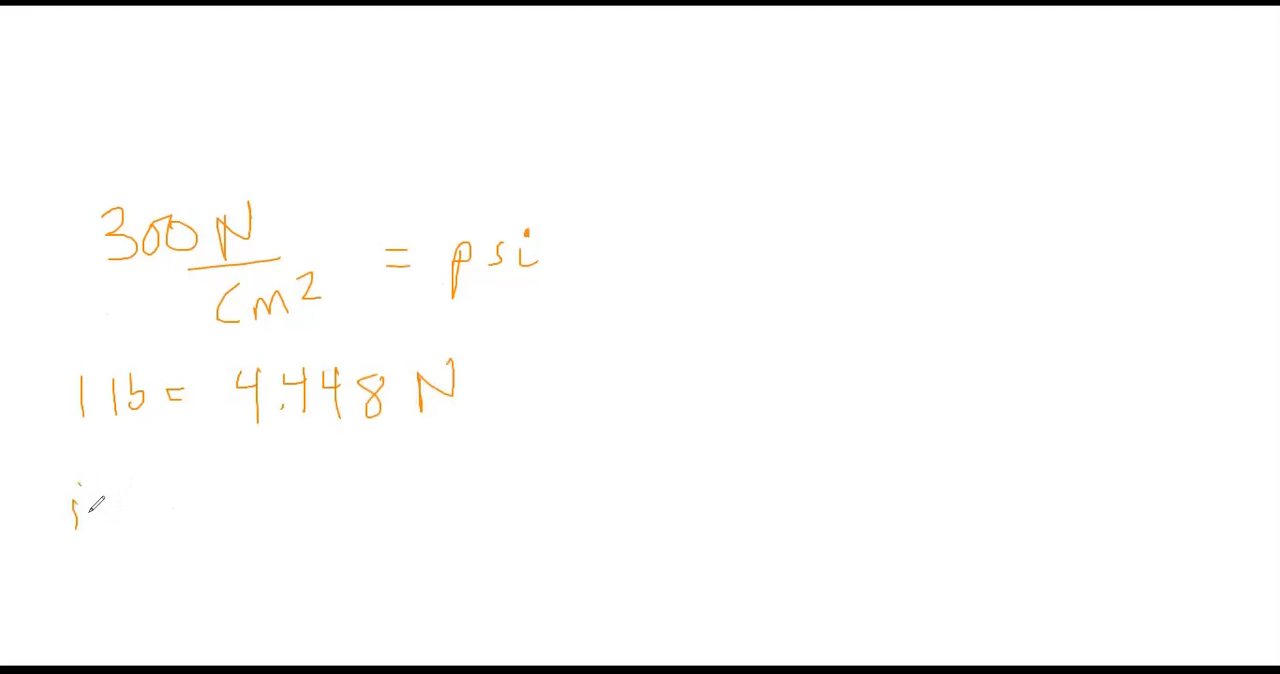 300 N / cm² = psi
1 lb = 4.448 N
i